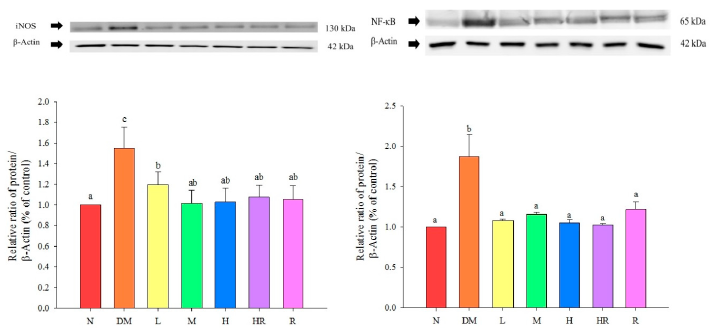 iNOS
130 kDa
β-Actin
42 kDa
NF-κB
65 kDa
β-Actin
42 kDa
Relative ratio of protein/
β-Actin (% of control)
2.0
1.8
1.6
1.4
1.2
1.0
0.8
0.6
0.4
0.2
0.0
a
c
b
ab
ab
ab
ab
N DM L M H HR R
Relative ratio of protein/
β-Actin (% of control)
2.5
2.0
1.5
1.0
0.5
0.0
a
b
a
a
a
a
a
N DM L M H HR R